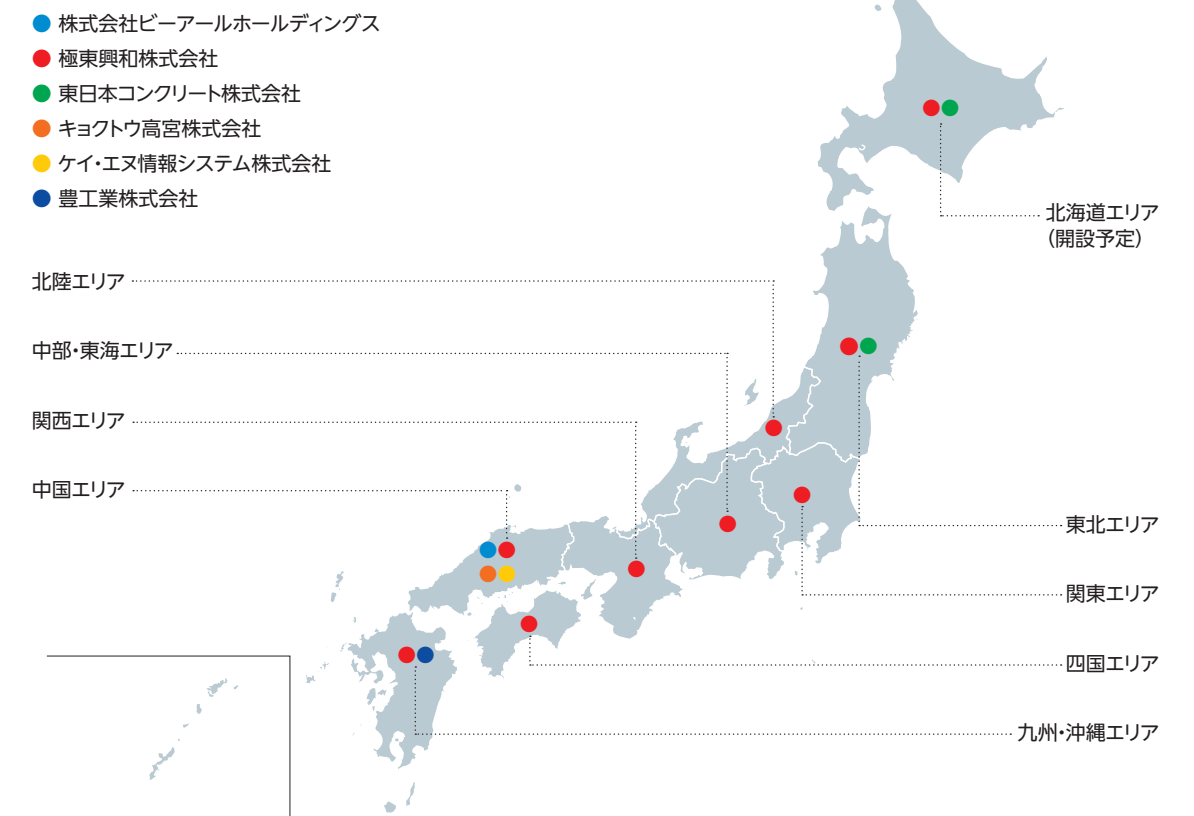 株式会社ビーアールホールディングス
極東興和株式会社
東日本コンクリート株式会社
キョクトウ高宮株式会社
ケイ・エヌ情報システム株式会社
豊工業株式会社
北海道エリア
（開設予定）
北陸エリア
中部・東海エリア
関西エリア
中国エリア
東北エリア
関東エリア
四国エリア
九州・沖縄エリア